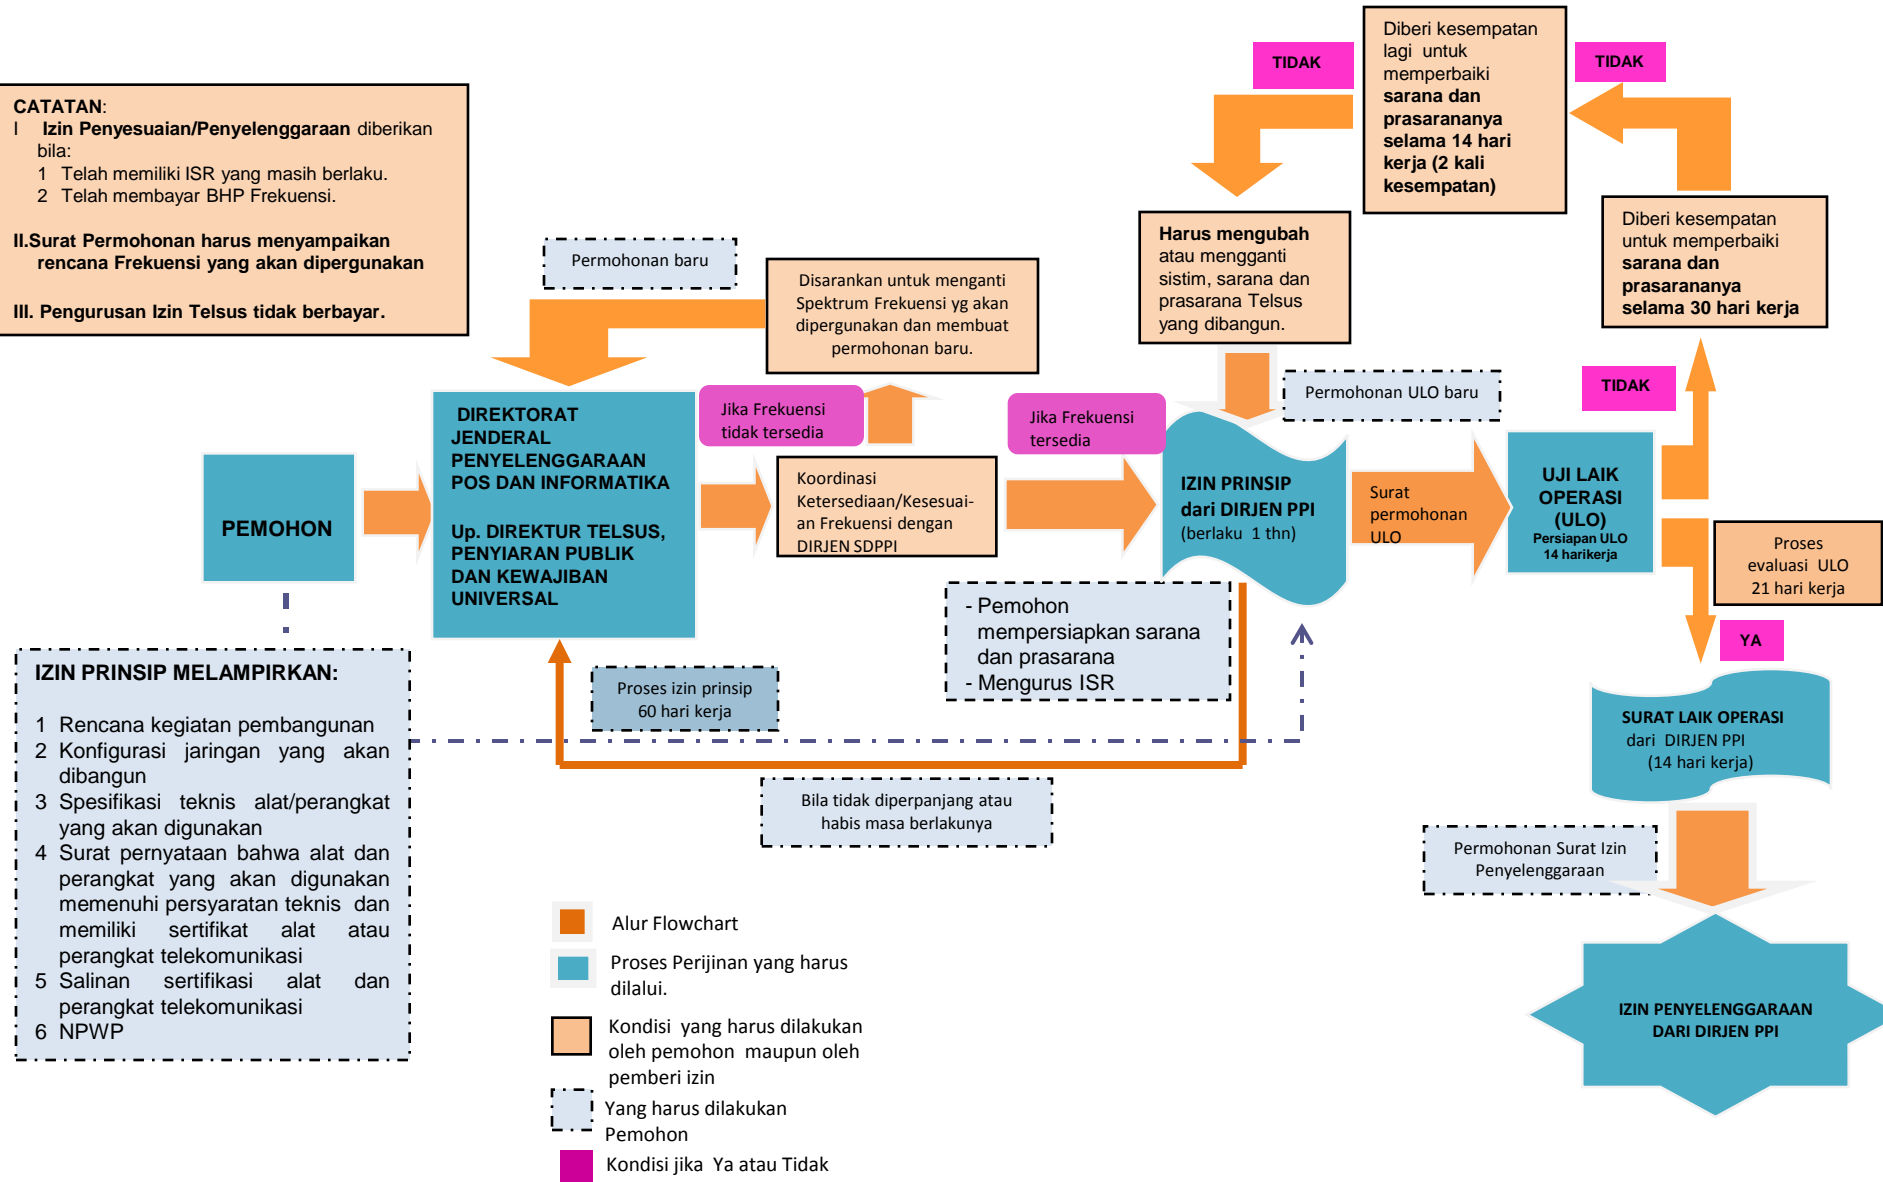 CATATAN:
I Izin Penyesuaian/Penyelenggaraan diberikan
bila:
1 Telah memiliki ISR yang masih berlaku.
2 Telah membayar BHP Frekuensi.
II.Surat Permohonan harus menyampaikan
rencana Frekuensi yang akan dipergunakan
III. Pengurusan Izin Telsus tidak berbayar.
Permohonan baru
Disarankan untuk menganti
Spektrum Frekuensi yg akan
dipergunakan dan membuat
permohonan baru.
TIDAK
Diberi kesempatan
lagi untuk
memperbaiki
sarana dan
prasarananya
selama 14 hari
kerja (2 kali
kesempatan)
TIDAK
Harus mengubah
atau mengganti
sistim, sarana dan
prasarana Telsus
yang dibangun.
Diberi kesempatan
untuk memperbaiki
sarana dan
prasarananya
selama 30 hari kerja
Permohonan ULO baru
TIDAK
PEMOHON
DIREKTORAT
JENDERAL
PENYELENGGARAAN
POS DAN INFORMATIKA
Up. DIREKTUR TELSUS,
PENYIARAN PUBLIK
DAN KEWAJIBAN
UNIVERSAL
Jika Frekuensi
tidak tersedia
Koordinasi
Ketersediaan/Kesesuai-
an Frekuensi dengan
DIRJEN SDPPI
Jika Frekuensi
tersedia
IZIN PRINSIP
dari DIRJEN PPI
(berlaku 1 thn)
Surat
permohonan
ULO
UJI LAIK
OPERASI
(ULO)
Persiapan ULO
14 harikerja
Proses
evaluasi ULO
21 hari kerja
YA
- Pemohon
mempersiapkan sarana
dan prasarana
- Mengurus ISR
IZIN PRINSIP MELAMPIRKAN:
1 Rencana kegiatan pembangunan
2 Konfigurasi jaringan yang akan
dibangun
3 Spesifikasi teknis alat/perangkat
yang akan digunakan
4 Surat pernyataan bahwa alat dan
perangkat yang akan digunakan
memenuhi persyaratan teknis dan
memiliki sertifikat alat atau
perangkat telekomunikasi
5 Salinan sertifikasi alat dan
perangkat telekomunikasi
6 NPWP
Proses izin prinsip
60 hari kerja
Bila tidak diperpanjang atau
habis masa berlakunya
SURAT LAIK OPERASI
dari DIRJEN PPI
(14 hari kerja)
Permohonan Surat Izin
Penyelenggaraan
IZIN PENYELENGGARAAN
DARI DIRJEN PPI
Alur Flowchart
Proses Perijinan yang harus
dilalui.
Kondisi yang harus dilakukan
oleh pemohon maupun oleh
pemberi izin
Yang harus dilakukan
Pemohon
Kondisi jika Ya atau Tidak